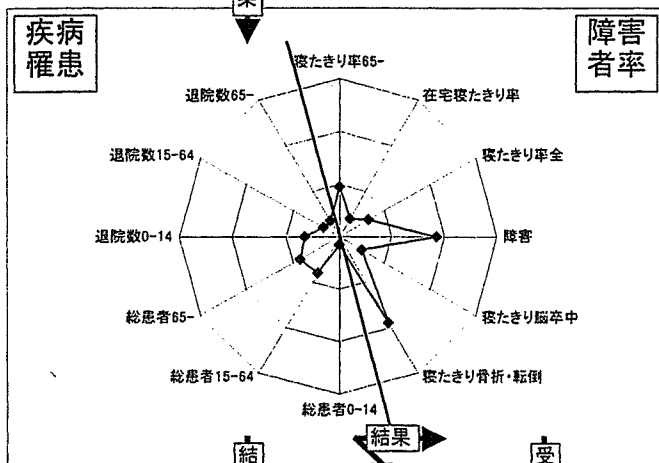 疾病
罹患
障害
者率
寝たきり率65-
退院数65-
在宅寝たきり率
退院数15-64
寝たきり率全
退院数0-14
障害
総患者65-
寝たきり脳卒中
総患者15-64
寝たきり骨折・転倒
総患者0-14
結果
結
受